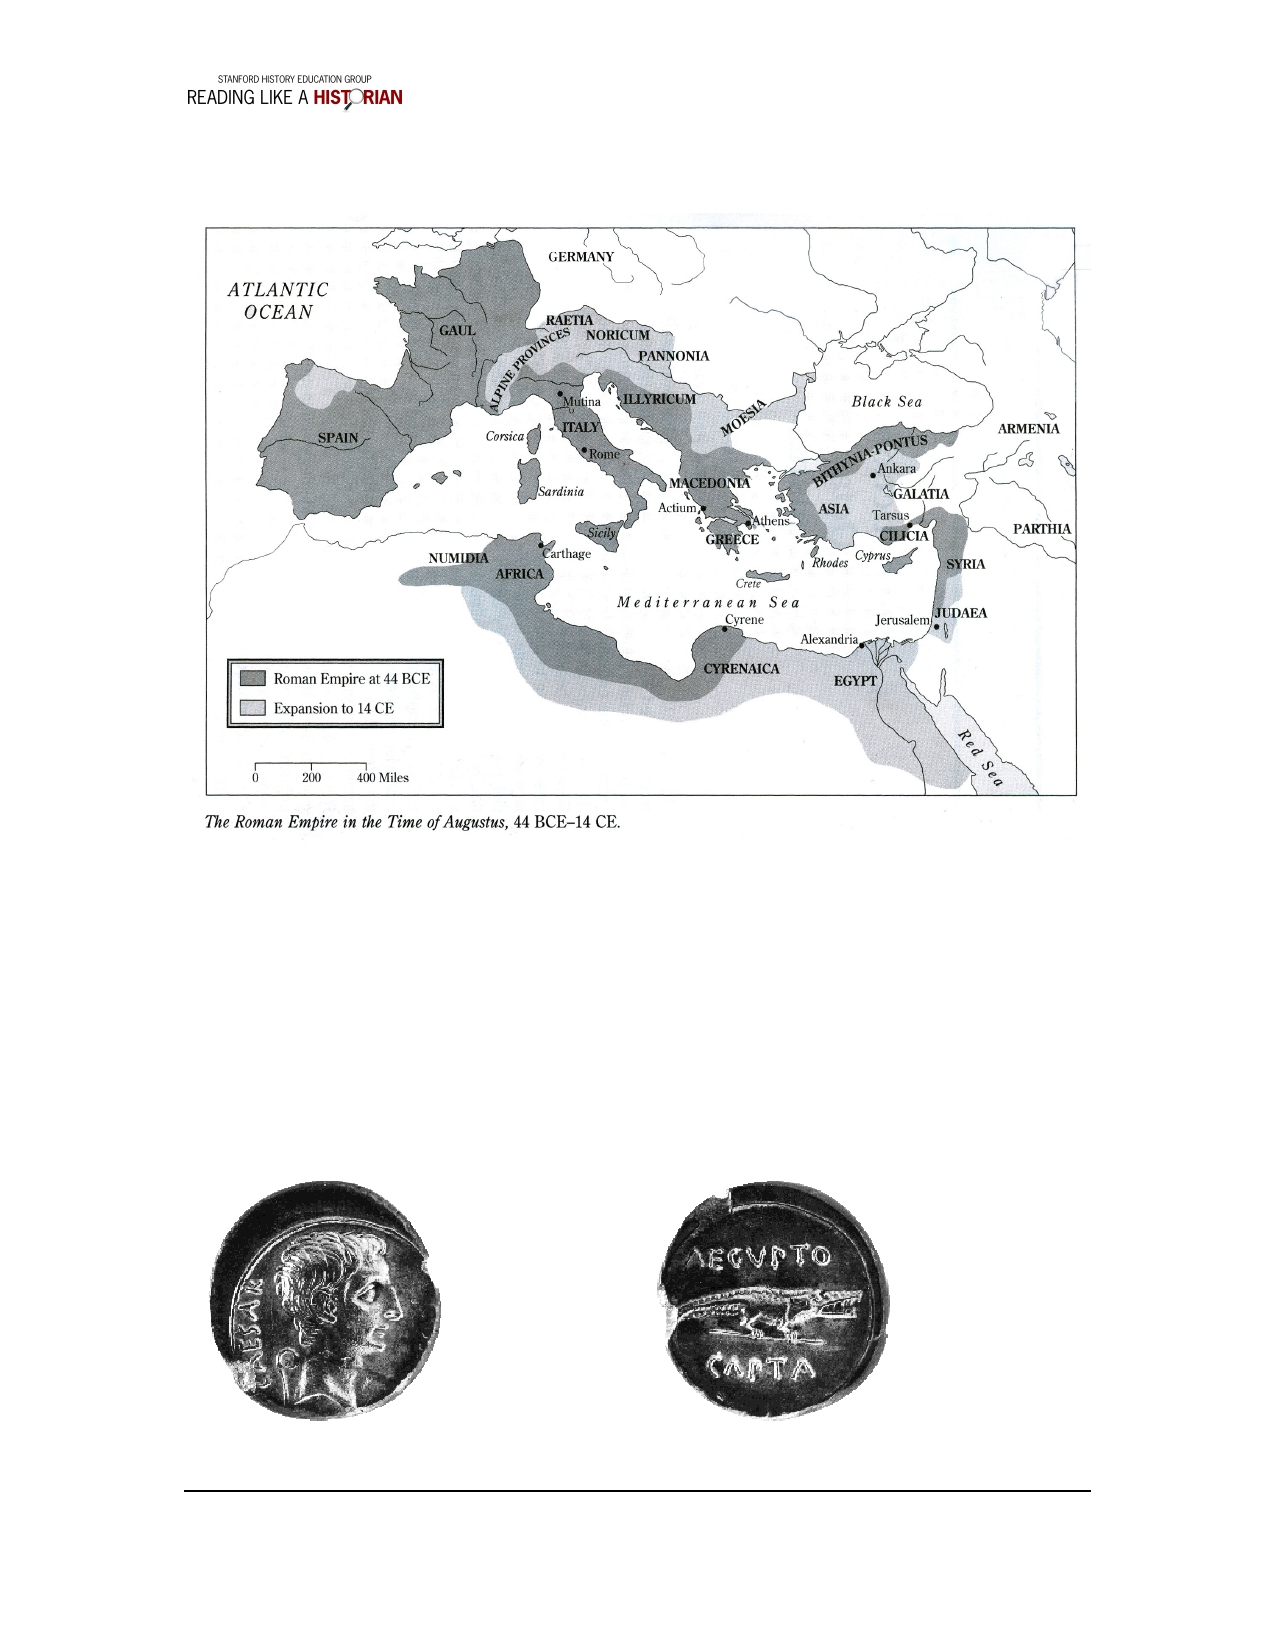 STANFORD HISTORY EDUCATION GROUP
READING LIKE A HISTORIAN
ATLANTIC
OCEAN
GERMANY
GAUL
RAETIA
NORICUM
ALPINE PROVINCES
PANNONIA
Mutina
ILLYRICUM
MOESIA
Black Sea
ARMENIA
SPAIN
Corsica
ITALY
Rome
BITHYNIA-PONTUS
Ankara
Sardinia
MACEDONIA
GALATIA
Actium
Athens
ASIA
Tarsus
PARTHIA
Sicily
GREECE
CILICIA
NUMIDIA
Carthage
Rhodes
Cyprus
SYRIA
AFRICA
Crete
Mediterranean Sea
Cyrene
Jerusalem
JUDAEA
Alexandria
CYRENAICA
EGYPT
Red Sea
Roman Empire at 44 BCE
Expansion to 14 CE
0 200 400 Miles
The Roman Empire in the Time of Augustus, 44 BCE–14 CE.
CAESAR
AEGVPTO
CAPTA